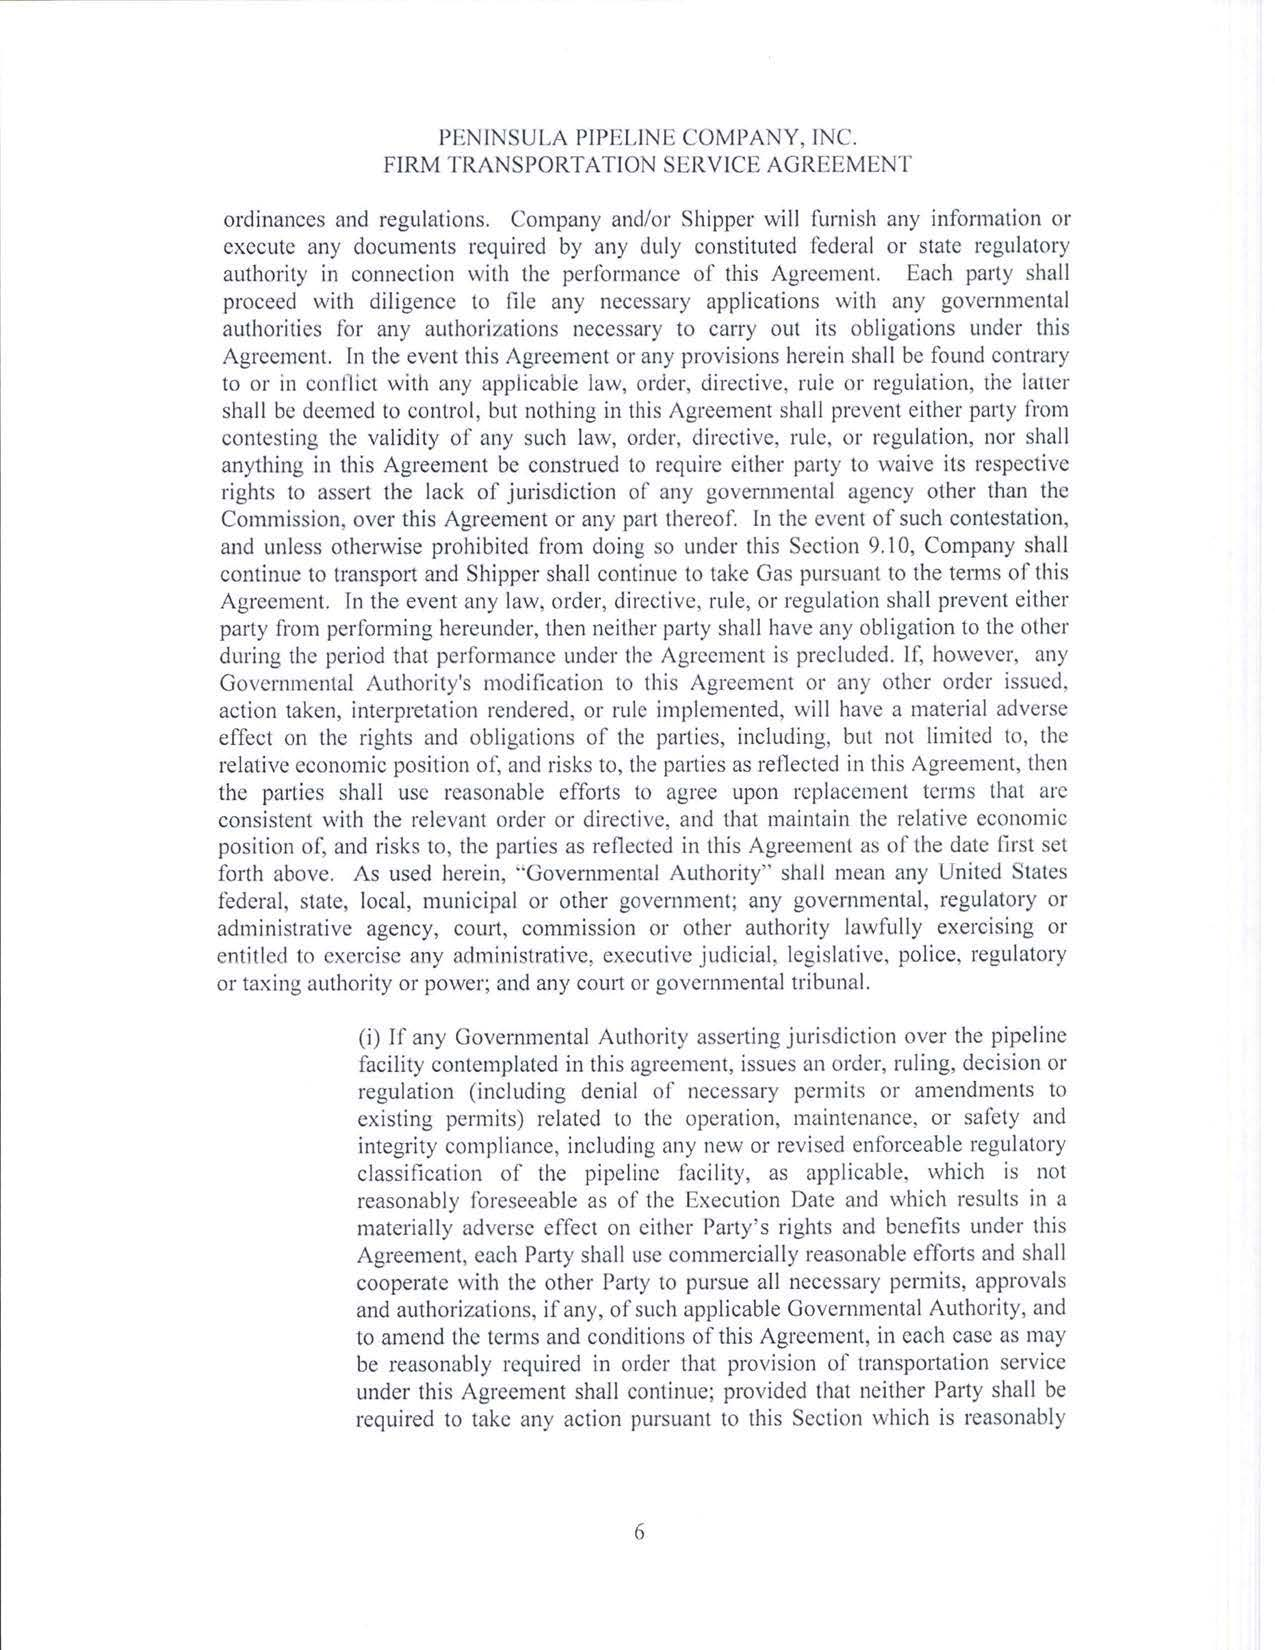 PENINSULA PIPELINE COMPANY, INC.
FIRM TRANSPORTATION SERVICE AGREEMENT
ordinances and regulations. Company and/or Shipper will furnish any information or
execute any documents required by any duly constituted federal or state regulatory
authority in connection with the performance of this Agreement. Each party shall
proceed with diligence to file any necessary applications with any governmental
authorities for any authorizations necessary to carry out its obligations under this
Agreement. In the event this Agreement or any provisions herein shall be found contrary
to or in conflict with any applicable law, order, directive, rule or regulation, the latter
shall be deemed to control, but nothing in this Agreement shall prevent either party from
contesting the validity of any such law, order, directive, rule, or regulation, nor shall
anything in this Agreement be construed to require either party to waive its respective
rights to assert the lack of jurisdiction of any governmental agency other than the
Commission, over this Agreement or any part thereof. In the event of such contestation,
and unless otherwise prohibited from doing so under this Section 9.10, Company shall
continue to transport and Shipper shall continue to take Gas pursuant to the terms of this
Agreement. In the event any law, order, directive, rule, or regulation shall prevent either
party from performing hereunder, then neither party shall have any obligation to the other
during the period that performance under the Agreement is precluded. If, however, any
Governmental Authority's modification to this Agreement or any other order issued,
action taken, interpretation rendered, or rule implemented, will have a material adverse
effect on the rights and obligations of the parties, including, but not limited to, the
relative economic position of, and risks to, the parties as reflected in this Agreement, then
the parties shall use reasonable efforts to agree upon replacement terms that are
consistent with the relevant order or directive, and that maintain the relative economic
position of, and risks to, the parties as reflected in this Agreement as of the date first set
forth above. As used herein, “Governmental Authority” shall mean any United States
federal, state, local, municipal or other government; any governmental, regulatory or
administrative agency, court, commission or other authority lawfully exercising or
entitled to exercise any administrative, executive judicial, legislative, police, regulatory
or taxing authority or power; and any court or governmental tribunal.
(i) If any Governmental Authority asserting jurisdiction over the pipeline
facility contemplated in this agreement, issues an order, ruling, decision or
regulation (including denial of necessary permits or amendments to
existing permits) related to the operation, maintenance, or safety and
integrity compliance, including any new or revised enforceable regulatory
classification of the pipeline facility, as applicable, which is not
reasonably foreseeable as of the Execution Date and which results in a
materially adverse effect on either Party's rights and benefits under this
Agreement, each Party shall use commercially reasonable efforts and shall
cooperate with the other Party to pursue all necessary permits, approvals
and authorizations, if any, of such applicable Governmental Authority, and
to amend the terms and conditions of this Agreement, in each case as may
be reasonably required in order that provision of transportation service
under this Agreement shall continue; provided that neither Party shall be
required to take any action pursuant to this Section which is reasonably
6